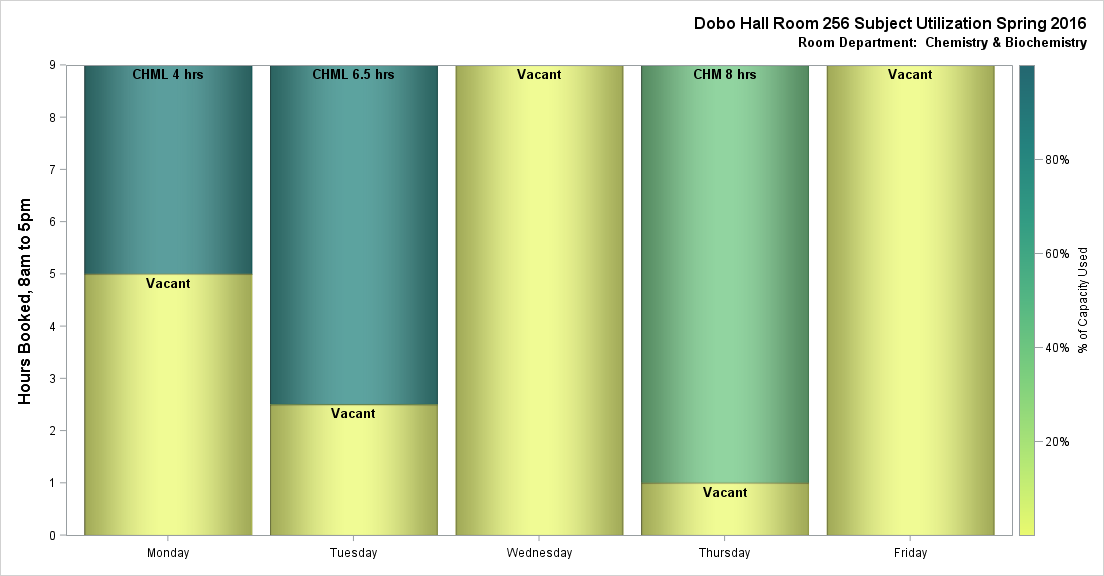 Dobo Hall Room 256 Subject Utilization Spring 2016
Room Department:  Chemistry & Biochemistry
Hours Booked, 8am to 5pm
9
8
7
6
5
4
3
2
1
0
CHML 4 hrs
Vacant
CHML 6.5 hrs
Vacant
Vacant
CHM 8 hrs
Vacant
Vacant
Monday
Tuesday
Wednesday
Thursday
Friday
80%
60%
40%
20%
% of Capacity Used